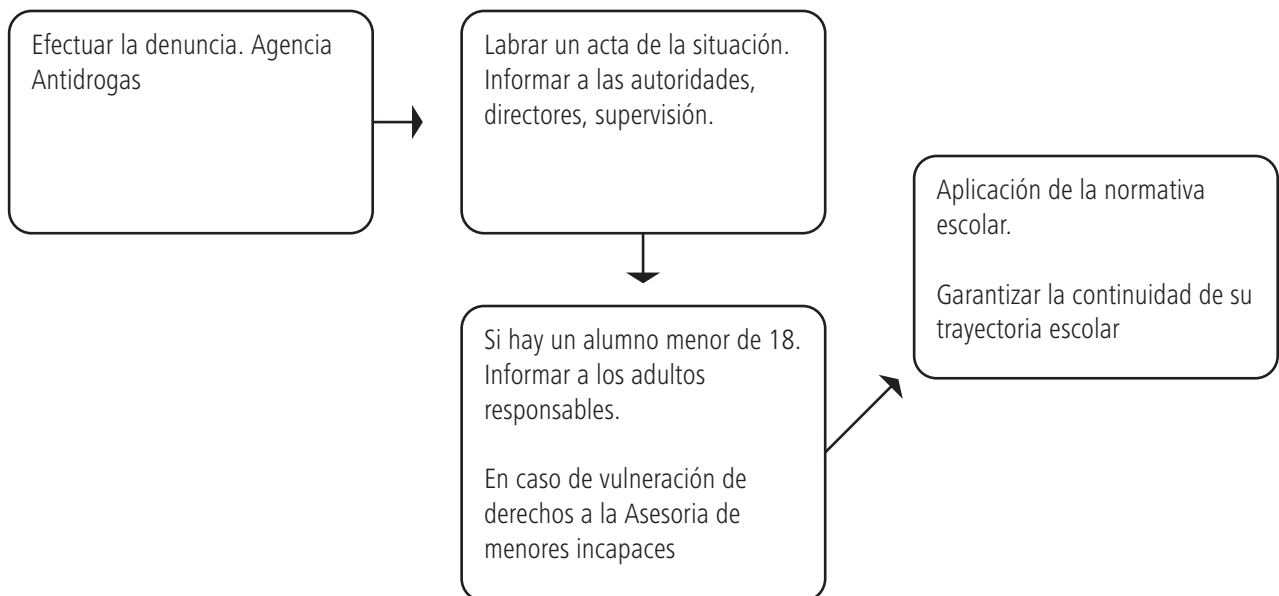 Efectuar la denuncia. Agencia
Antidrogas
Labrar un acta de la situación.
Informar a las autoridades,
directores, supervisión.
Si hay un alumno menor de 18.
Informar a los adultos
responsables.
En caso de vulneración de
derechos a la Asesoria de
menores incapaces
Aplicación de la normativa
escolar.
Garantizar la continuidad de su
trayectoria escolar